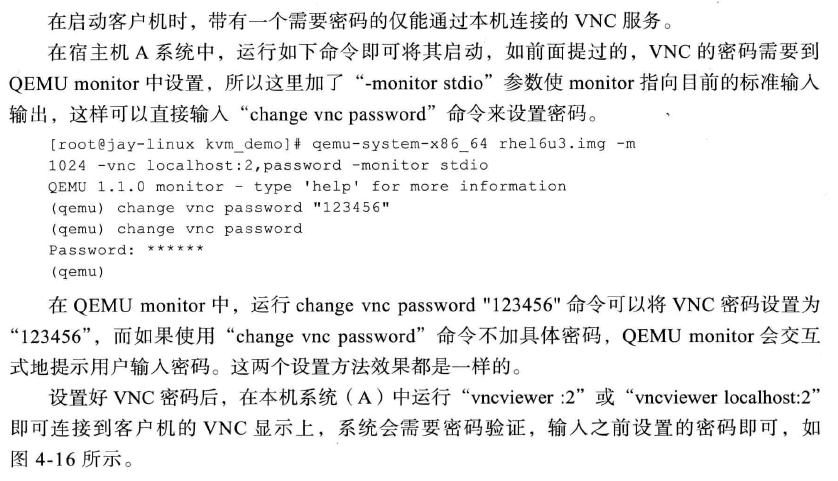 在启动客户机时，带有一个需要密码的仅能通过本机连接的 VNC 服务。
在宿主机 A 系统中，运行如下命令即可将其启动，如前面提过的，VNC 的密码需要到
QEMU monitor 中设置，所以这里加了“-monitor stdio”参数使 monitor 指向目前的标准输入
输出，这样可以直接输入“change vnc password”命令来设置密码。
[root@jay-linux kvm_demo]# qemu-system-x86_64 rhel6u3.img -m
1024 -vnc localhost:2,password -monitor stdio
QEMU 1.1.0 monitor - type 'help' for more information
(qemu) change vnc password "123456"
(qemu) change vnc password
Password: ******
(qemu)
在 QEMU monitor 中，运行 change vnc password "123456" 命令可以将 VNC 密码设置为
“123456”，而如果使用“change vnc password”命令不加具体密码，QEMU monitor 会交互
式地提示用户输入密码。这两个设置方法效果都是一样的。
设置好 VNC 密码后，在本机系统（A）中运行“vncviewer :2”或“vncviewer localhost:2”
即可连接到客户机的 VNC 显示上，系统会需要密码验证，输入之前设置的密码即可，如
图 4-16 所示。